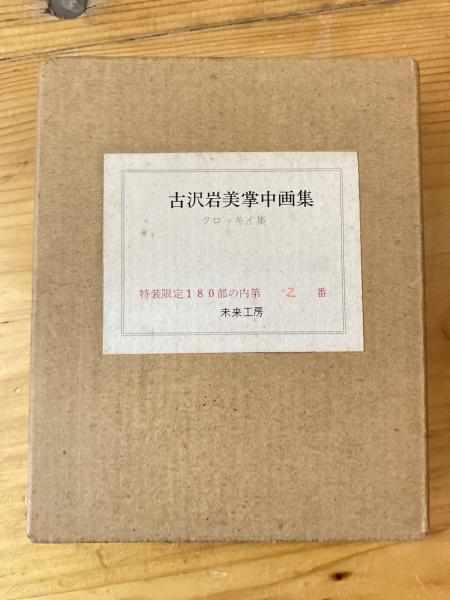 古沢岩美掌中画集
クロッキイ集
特装限定180部の内第 乙 番
未来工房